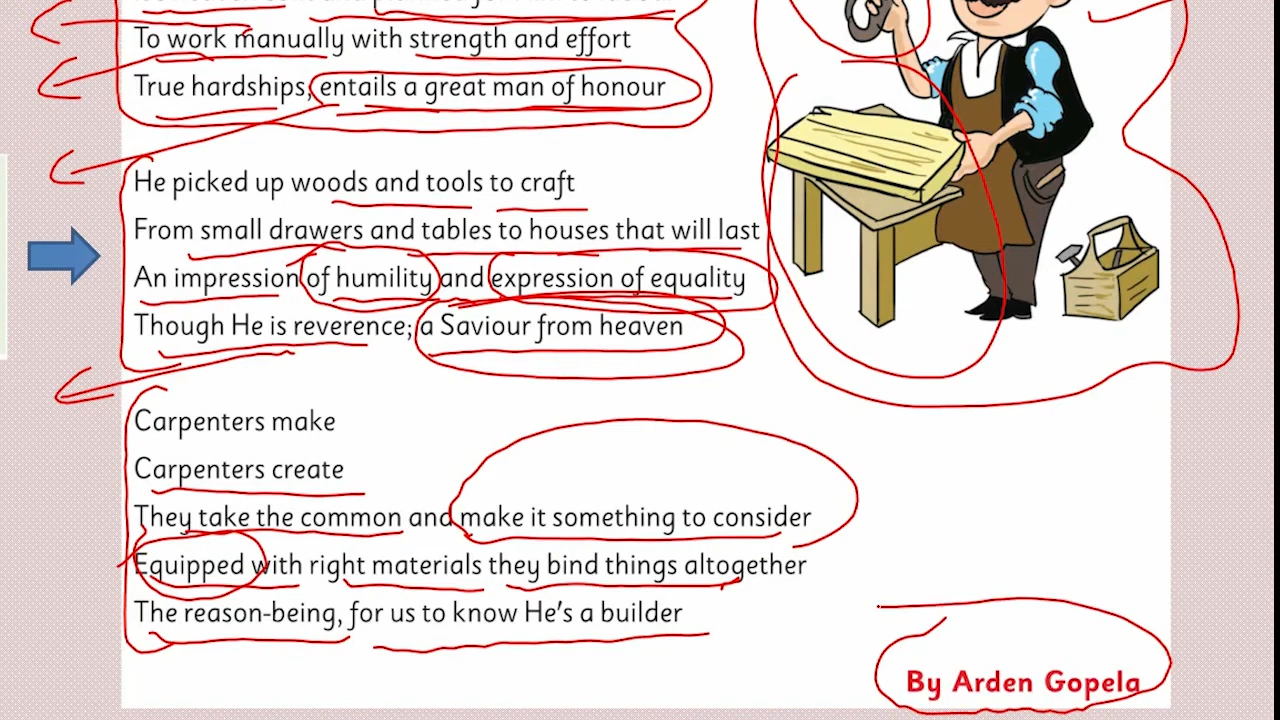 To work manually with strength and effort
True hardships, entails a great man of honour
He picked up woods and tools to craft
From small drawers and tables to houses that will last
An impression of humility and expression of equality
Though He is reverence; a Saviour from heaven
Carpenters make
Carpenters create
They take the common and make it something to consider
Equipped with right materials they bind things altogether
The reason-being, for us to know He's a builder
By Arden Gopela